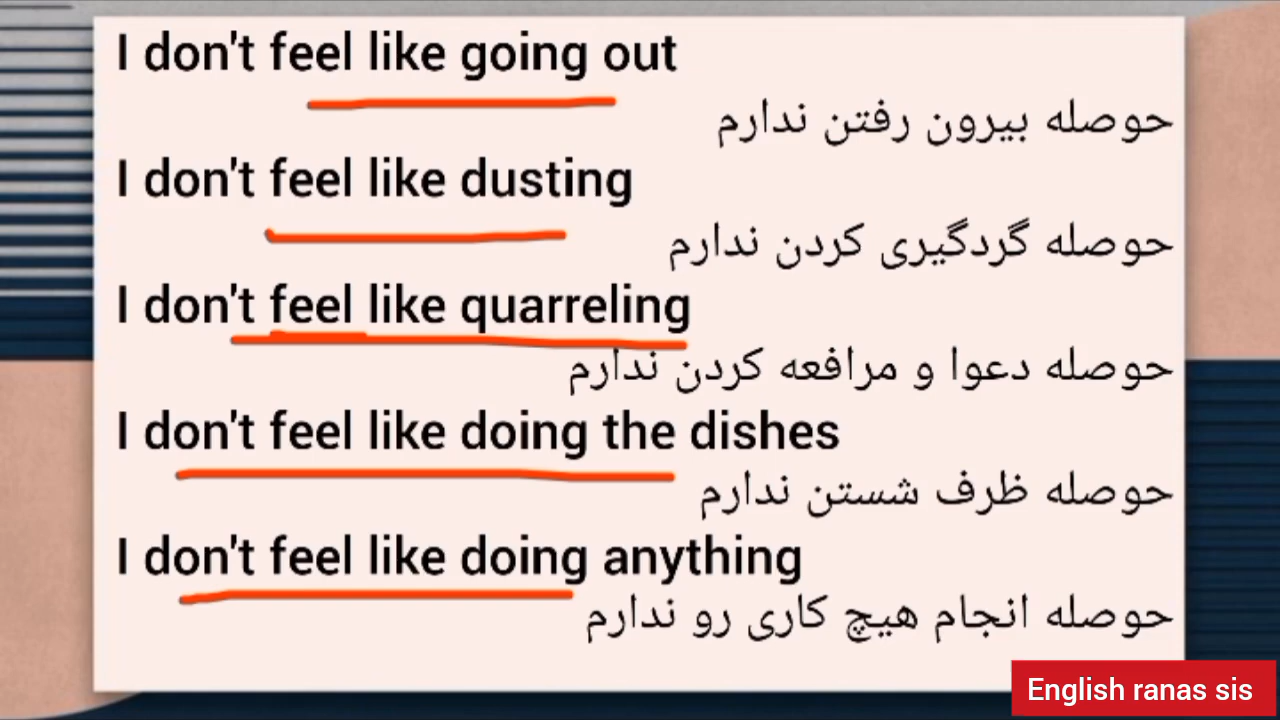 I don't feel like going out
حوصله بیرون رفتن ندارم
I don't feel like dusting
حوصله گردگیری کردن ندارم
I don't feel like quarreling
حوصله دعوا و مرافعه کردن ندارم
I don't feel like doing the dishes
حوصله ظرف شستن ندارم
I don't feel like doing anything
حوصله انجام هیچ کاری رو ندارم
English ranas sis